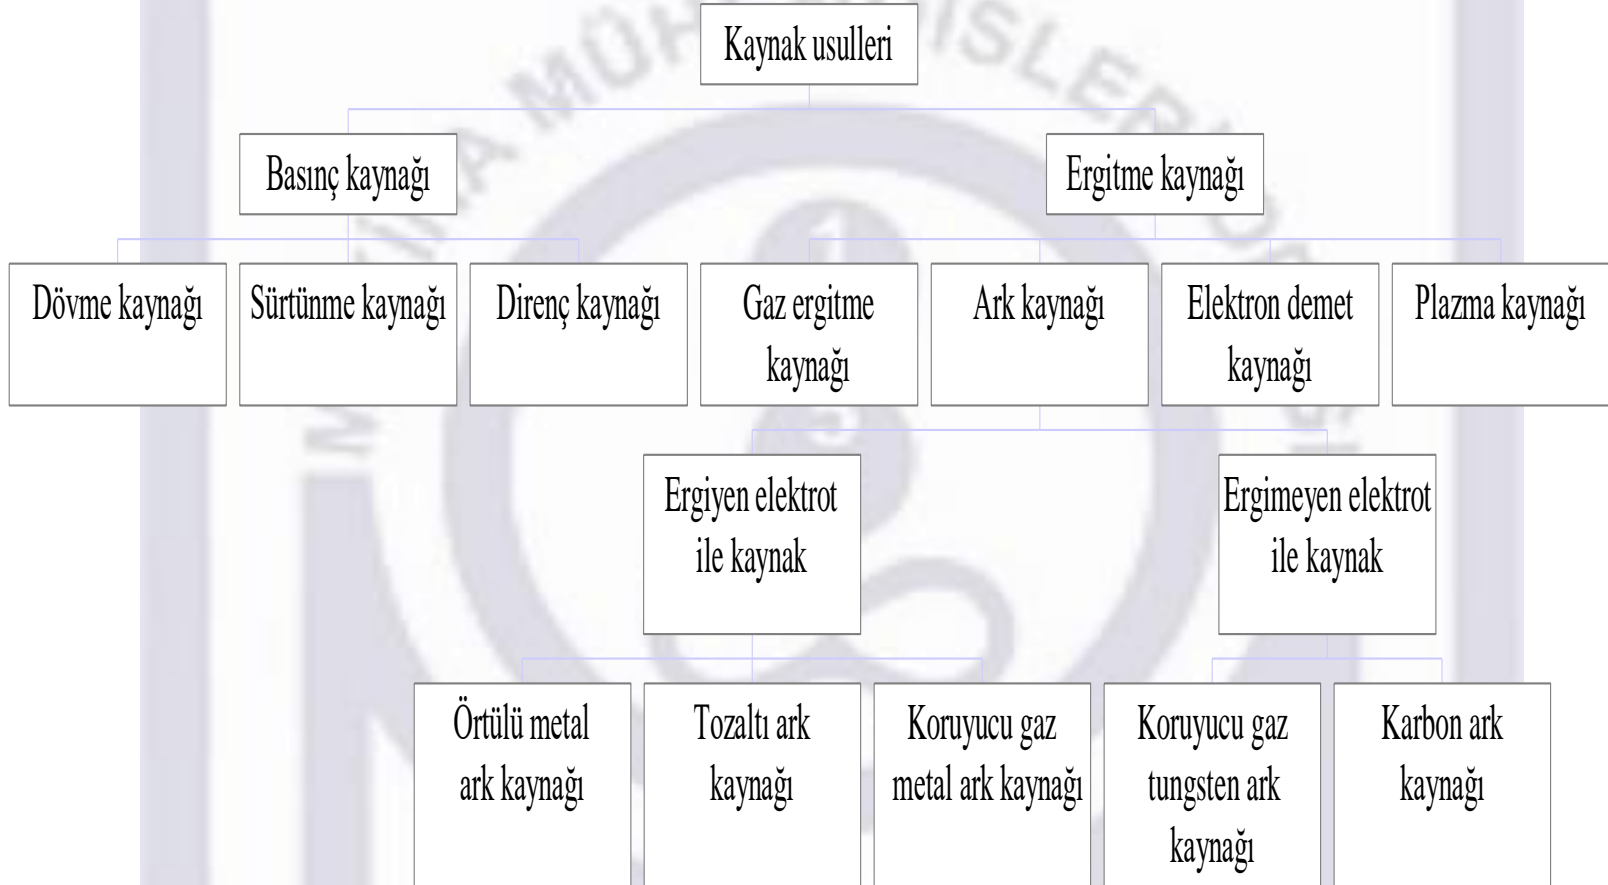 Kaynak usulleri
Basınç kaynağı
Ergitme kaynağı
Dövme kaynağı
Sürtünme kaynağı
Direnç kaynağı
Gaz ergitme
kaynağı
Ark kaynağı
Elektron demet
kaynağı
Plazma kaynağı
Ergiyen elektrot
ile kaynak
Ergimeyen elektrot
ile kaynak
Örtülü metal
ark kaynağı
Tozaltı ark
kaynağı
Koruyucu gaz
metal ark kaynağı
Koruyucu gaz
tungsten ark
kaynağı
Karbon ark
kaynağı